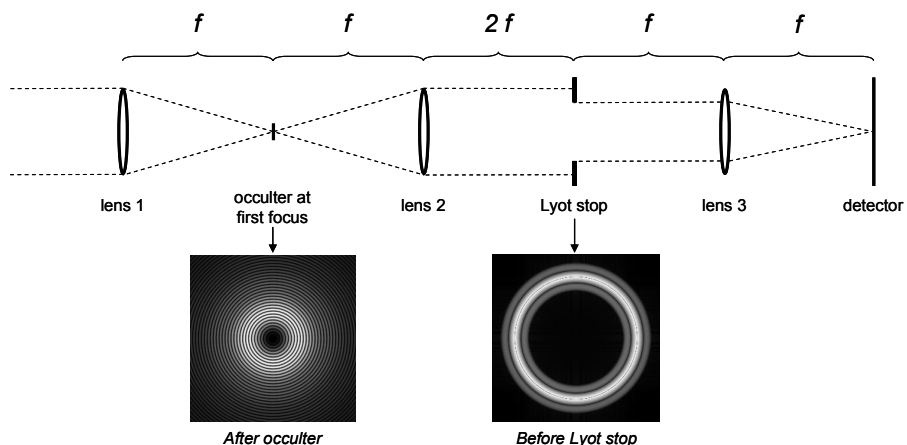 f f 2 f f f
lens 1
occulter at
first focus
lens 2
Lyot stop
lens 3
detector
After occulter
Before Lyot stop